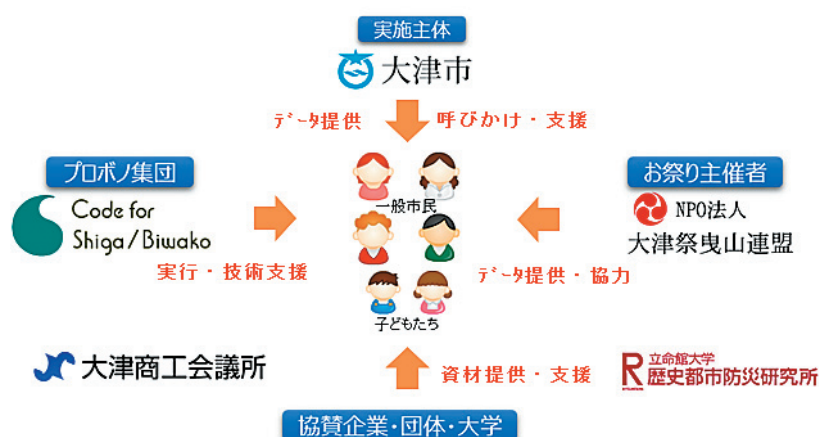 実施主体
大津市
データ提供
呼びかけ・支援
プロボノ集団
Code for
Shiga/Biwako
実行・技術支援
一般市民
子どもたち
お祭り主催者
NPO法人
大津祭曳山連盟
データ提供・協力
大津商工会議所
資材提供・支援
立命館大学
歴史都市防災研究所
協賛企業・団体・大学